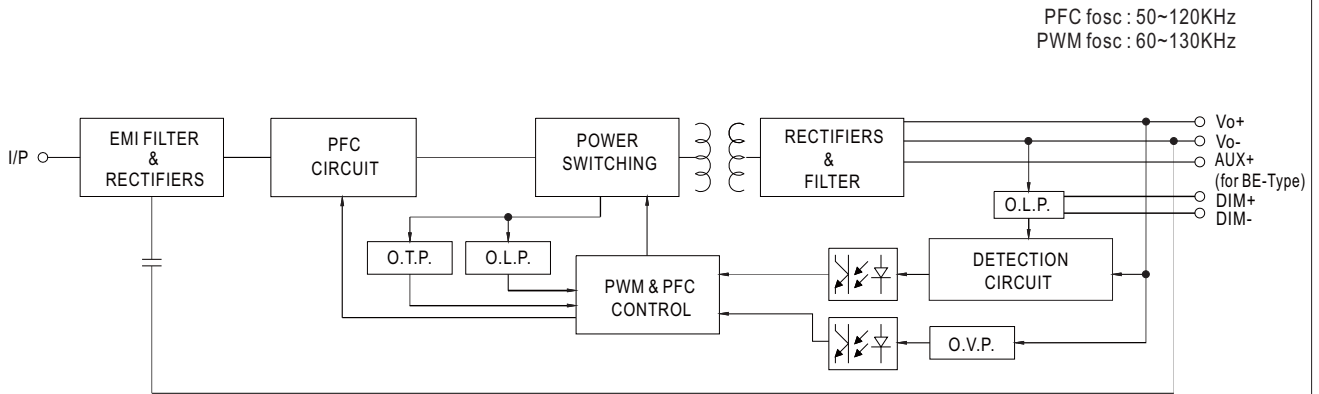 PFC fosc : 50~120KHz
PWM fosc : 60~130KHz
I/P
EMI FILTER
&
RECTIFIERS
PFC
CIRCUIT
POWER
SWITCHING
RECTIFIERS
&
FILTER
Vo+
Vo-
AUX+
(for BE-Type)
DIM+
DIM-
O.L.P.
O.T.P.
O.L.P.
PWM & PFC
CONTROL
DETECTION
CIRCUIT
O.V.P.